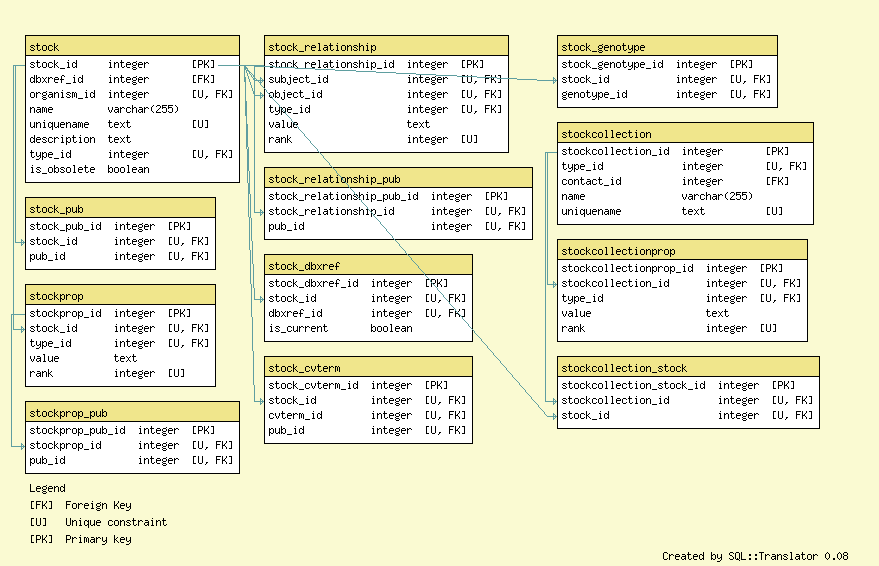 stock
stock_id integer [PK]
dbxref_id integer [FK]
organism_id integer [U, FK]
name varchar(255)
uniquename text [U]
description text
type_id integer [U, FK]
is_obsolete boolean
stock_pub
stock_pub_id integer [PK]
stock_id integer [U, FK]
pub_id integer [U, FK]
stockprop
stockprop_id integer [PK]
stock_id integer [U, FK]
type_id integer [U, FK]
value text
rank integer [U]
stockprop_pub
stockprop_pub_id integer [PK]
stockprop_id integer [U, FK]
pub_id integer [U, FK]
stock_relationship
stock_relationship_id integer [PK]
subject_id integer [U, FK]
object_id integer [U, FK]
type_id integer [U, FK]
value text
rank integer [U]
stock_relationship_pub
stock_relationship_pub_id integer [PK]
stock_relationship_id integer [U, FK]
pub_id integer [U, FK]
stock_dbxref
stock_dbxref_id integer [PK]
stock_id integer [U, FK]
dbxref_id integer [U, FK]
is_current boolean
stock_cvterm
stock_cvterm_id integer [PK]
stock_id integer [U, FK]
cvterm_id integer [U, FK]
pub_id integer [U, FK]
stock_genotype
stock_genotype_id integer [PK]
stock_id integer [U, FK]
genotype_id integer [U, FK]
stockcollection
stockcollection_id integer [PK]
type_id integer [U, FK]
contact_id integer [FK]
name varchar(255)
uniquename text [U]
stockcollectionprop
stockcollectionprop_id integer [PK]
stockcollection_id integer [U, FK]
type_id integer [U, FK]
value text
rank integer [U]
stockcollection_stock
stockcollection_stock_id integer [PK]
stockcollection_id integer [U, FK]
stock_id integer [U, FK]
Legend
[FK] Foreign Key
[U] Unique constraint
[PK] Primary key
Created by SQL::Translator 0.08